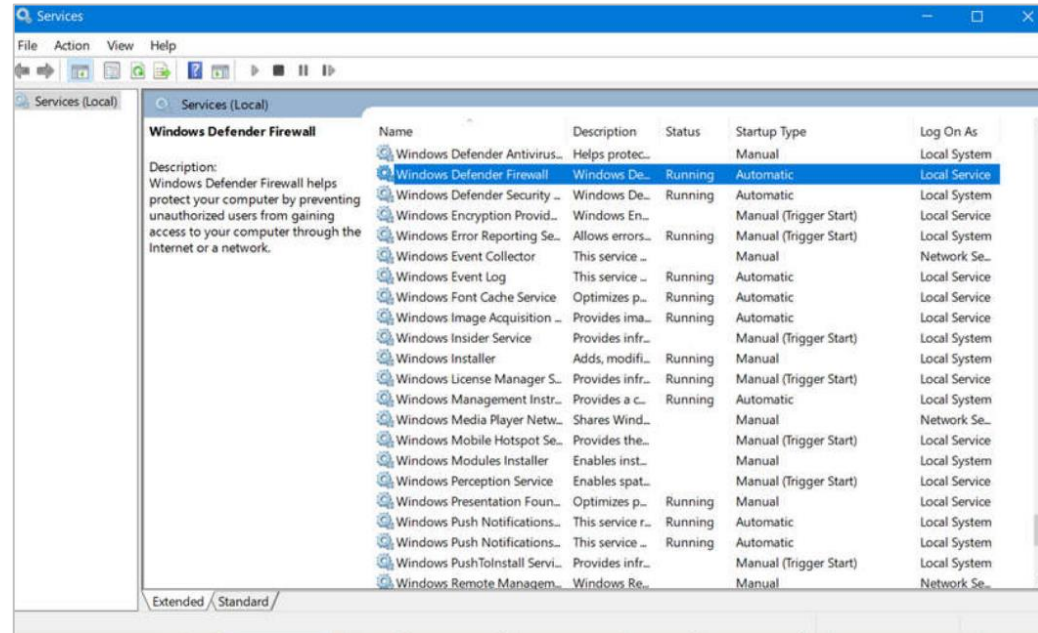 Services
File Action View Help
Services (Local)
Services (Local)
Windows Defender Firewall
Description:
Windows Defender Firewall helps
protect your computer by preventing
unauthorized users from gaining
access to your computer through the
Internet or a network.
Name Description Status Startup Type Log On As
Windows Defender Antivirus... Helps protec... Manual Local System
Windows Defender Firewall Windows De... Running Automatic Local Service
Windows Defender Security ... Windows De... Running Automatic Local System
Windows Encryption Provid... Windows En... Manual (Trigger Start) Local Service
Windows Error Reporting Se... Allows errors... Running Manual (Trigger Start) Local System
Windows Event Collector This service ... Manual Network Se...
Windows Event Log This service ... Running Automatic Local Service
Windows Font Cache Service Optimizes p... Running Automatic Local Service
Windows Image Acquisition ... Provides ima... Running Automatic Local Service
Windows Insider Service Provides infr... Manual (Trigger Start) Local System
Windows Installer Adds, modifi... Running Manual Local System
Windows License Manager S... Provides infr... Running Manual (Trigger Start) Local Service
Windows Management Instr... Provides a c... Running Automatic Local System
Windows Media Player Netw... Shares Wind... Manual Network Se...
Windows Mobile Hotspot Se... Provides the... Manual (Trigger Start) Local Service
Windows Modules Installer Enables inst... Manual Local System
Windows Perception Service Enables spat... Manual (Trigger Start) Local Service
Windows Presentation Foun... Optimizes p... Running Manual Local Service
Windows Push Notifications... This service r... Running Automatic Local System
Windows Push Notifications... This service ... Running Automatic Local System
Windows PushToInstall Servi... Provides infr... Manual (Trigger Start) Local System
Windows Remote Managem... Windows Re... Manual Network Se...
Extended Standard